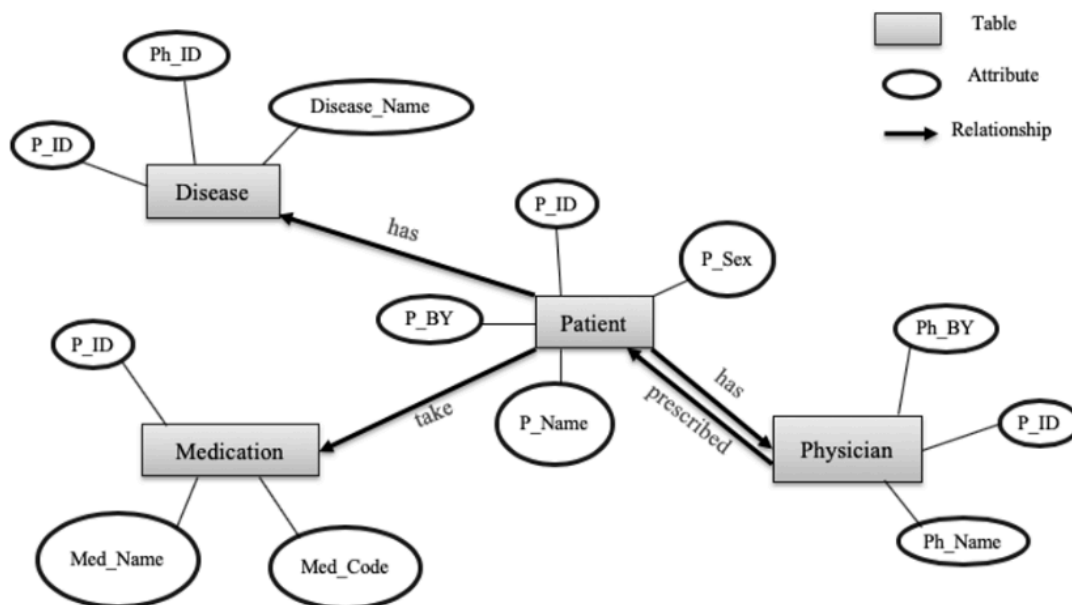 Table
Ph_ID
Attribute
Disease_Name
Relationship
P_ID
Disease
P_ID
has
P_Sex
P_BY
Patient
Ph_BY
P_ID
has
take
prescribed
P_Name
P_ID
Medication
Physician
Med_Name
Med_Code
Ph_Name